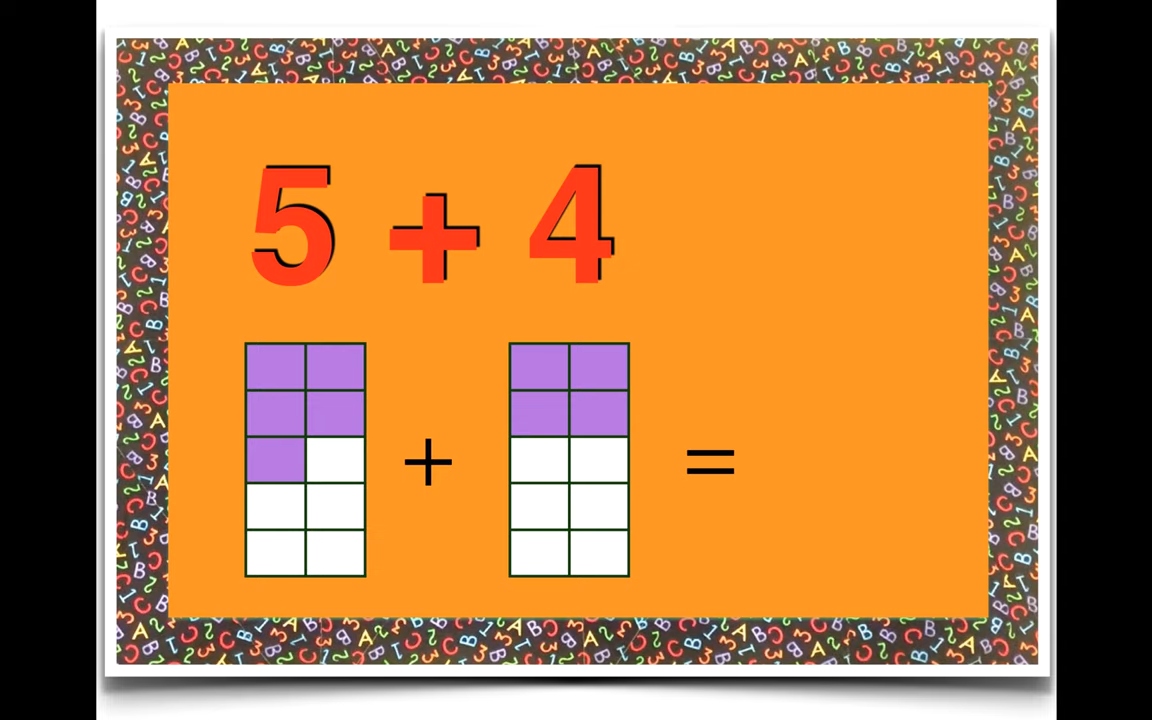 5 + 4
+ =